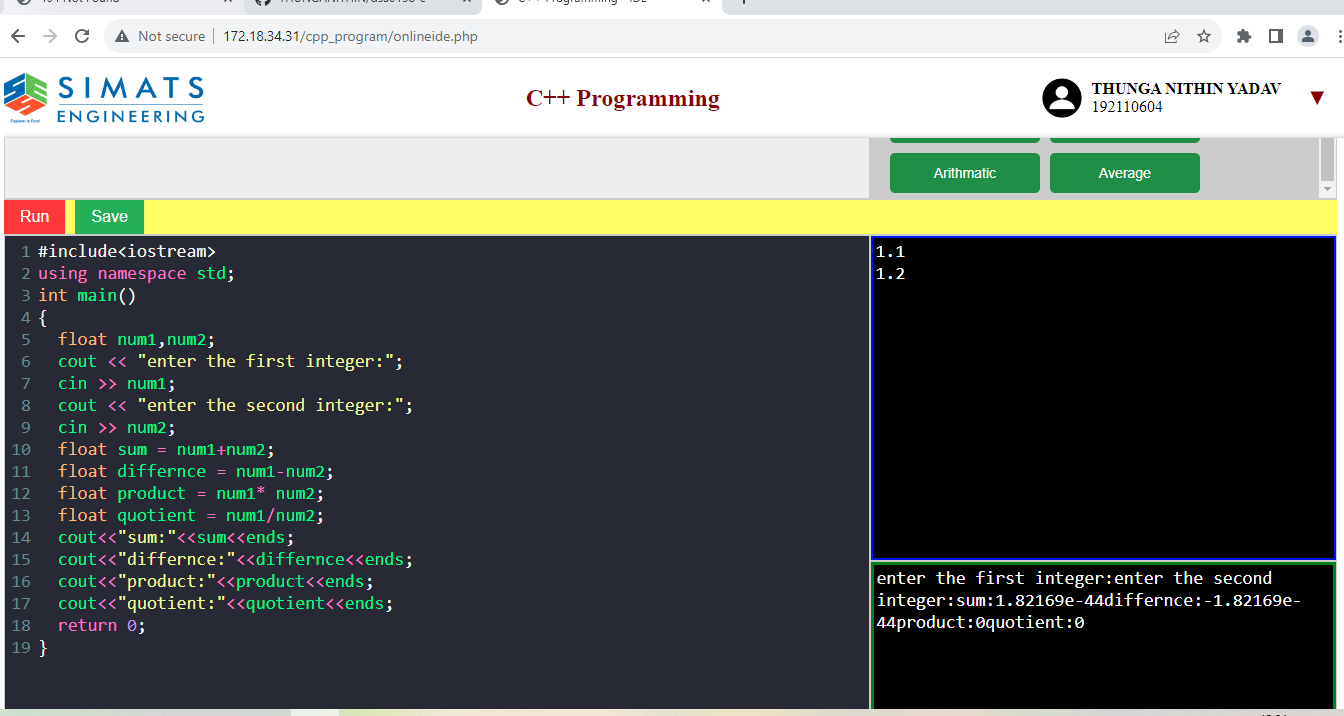 Not secure | 172.18.34.31/cpp_program/onlineide.php
SIMATS
ENGINEERING
C++ Programming
THUNGA NITHIN YADAV
192110604
Arithmatic Average
Run Save
1 #include<iostream>
2 using namespace std;
3 int main()
4 {
5 float num1,num2;
6 cout << "enter the first integer:";
7 cin >> num1;
8 cout << "enter the second integer:";
9 cin >> num2;
10 float sum = num1+num2;
11 float differnce = num1-num2;
12 float product = num1* num2;
13 float quotient = num1/num2;
14 cout<<"sum:"<<sum<<ends;
15 cout<<"differnce:"<<differnce<<ends;
16 cout<<"product:"<<product<<ends;
17 cout<<"quotient:"<<quotient<<ends;
18 return 0;
19 }
1.1
1.2
enter the first integer:enter the second
integer:sum:1.82169e-44differnce:-1.82169e-
44product:0quotient:0